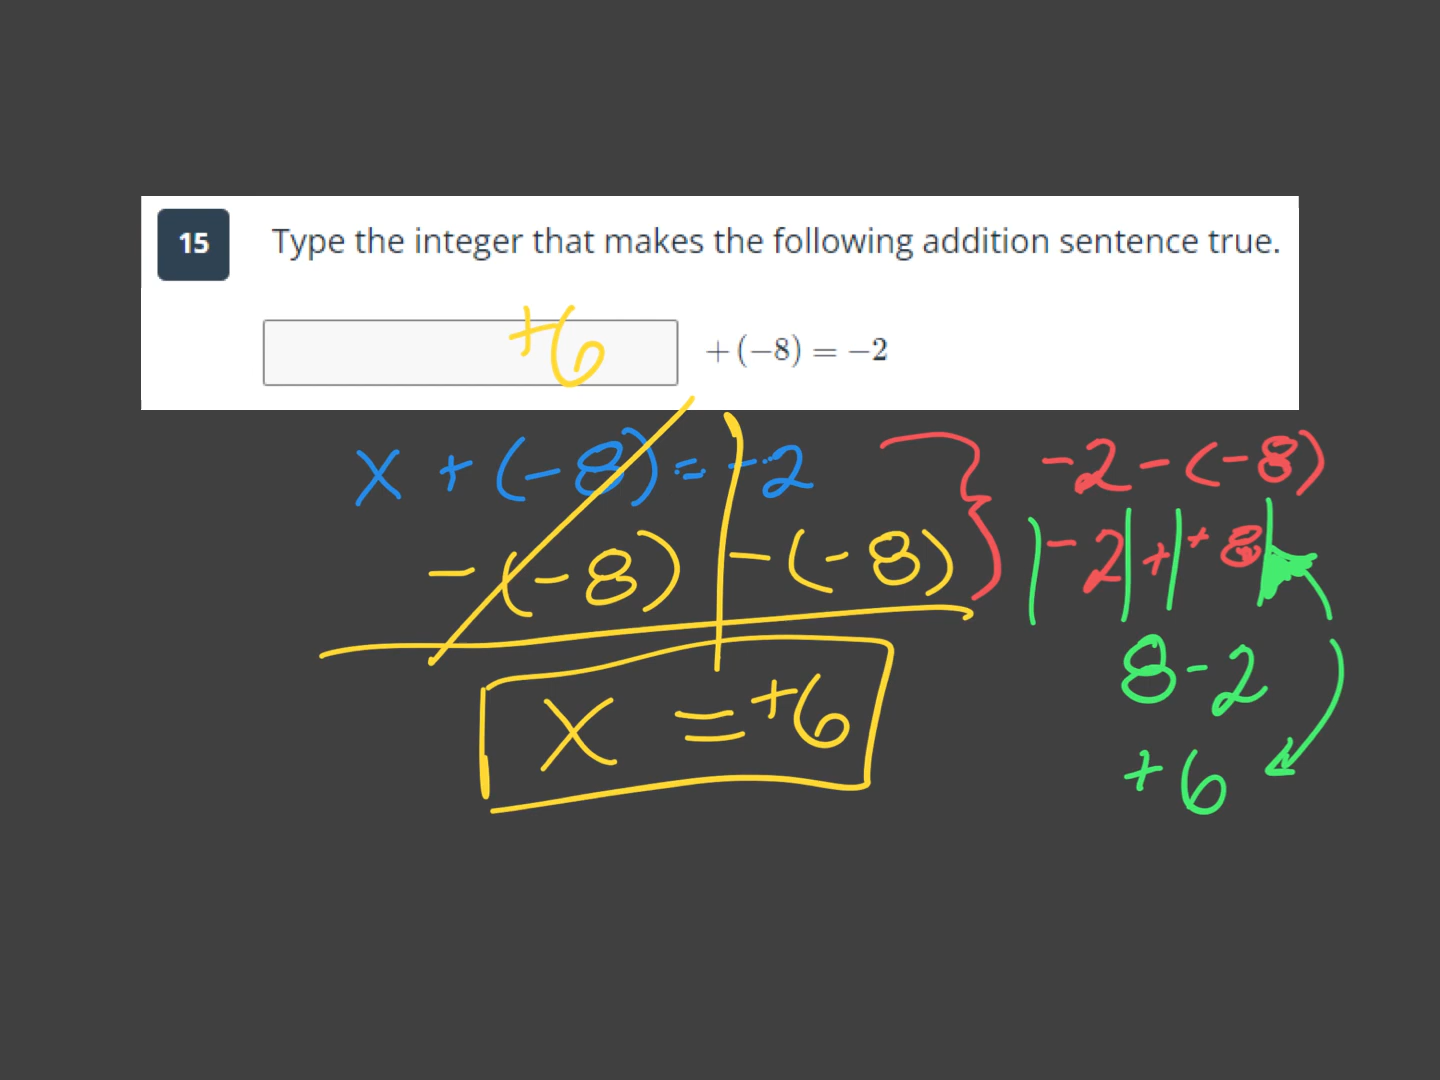 15 Type the integer that makes the following addition sentence true.
+6 + (−8) = −2
x + (-8) = -2
-(-8) -(-8)
x = +6
-2 - (-8)
|-2| + |+8|
8-2
+6